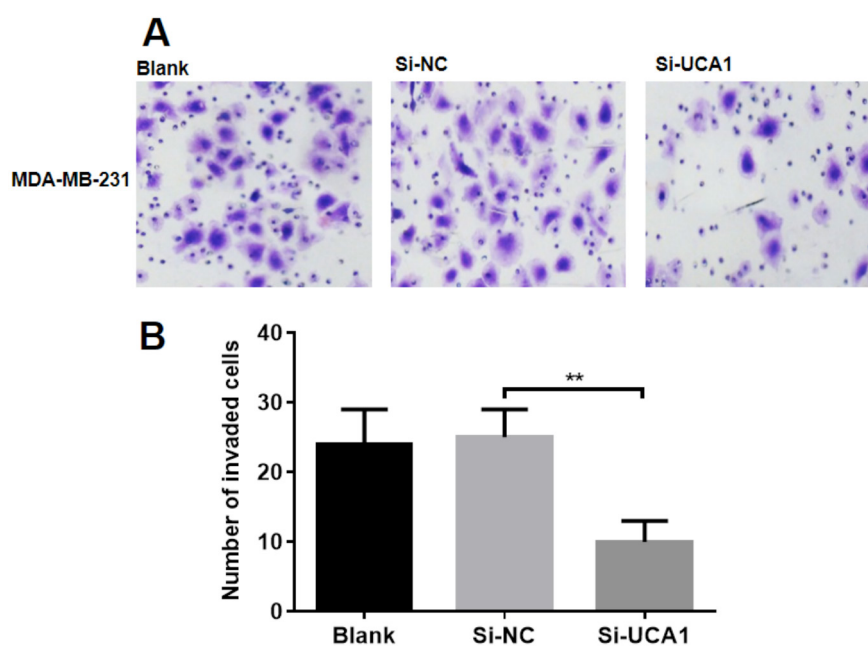 A
Blank
Si-NC
Si-UCA1
MDA-MB-231
B
Number of invaded cells
40
30
20
10
0
**
Blank
Si-NC
Si-UCA1